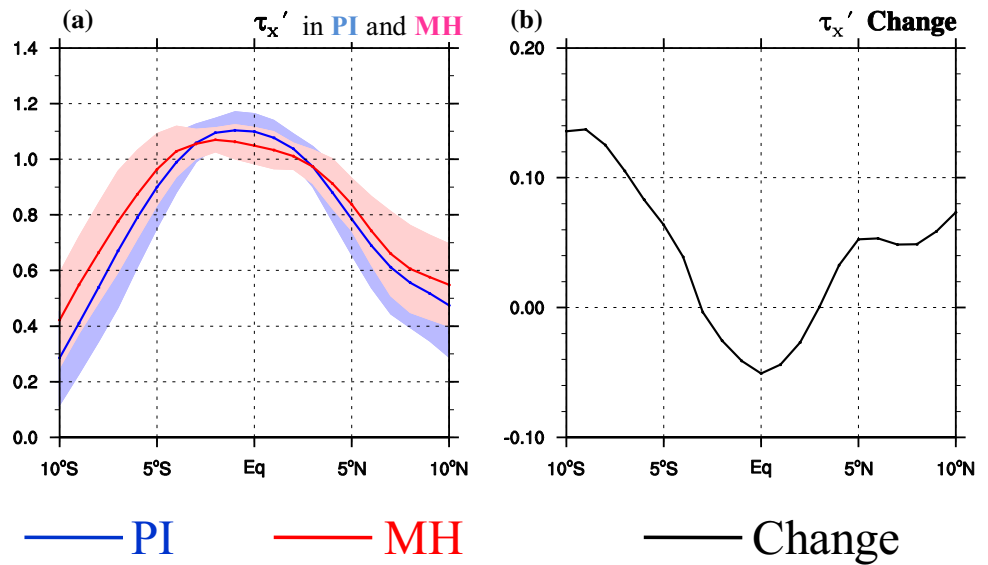 (a) τx′ in PI and MH
1.4
1.2
1.0
0.8
0.6
0.4
0.2
0.0
10°S 5°S Eq 5°N 10°N
(b) τx′ Change
0.20
0.10
0.00
-0.10
10°S 5°S Eq 5°N 10°N
PI MH Change